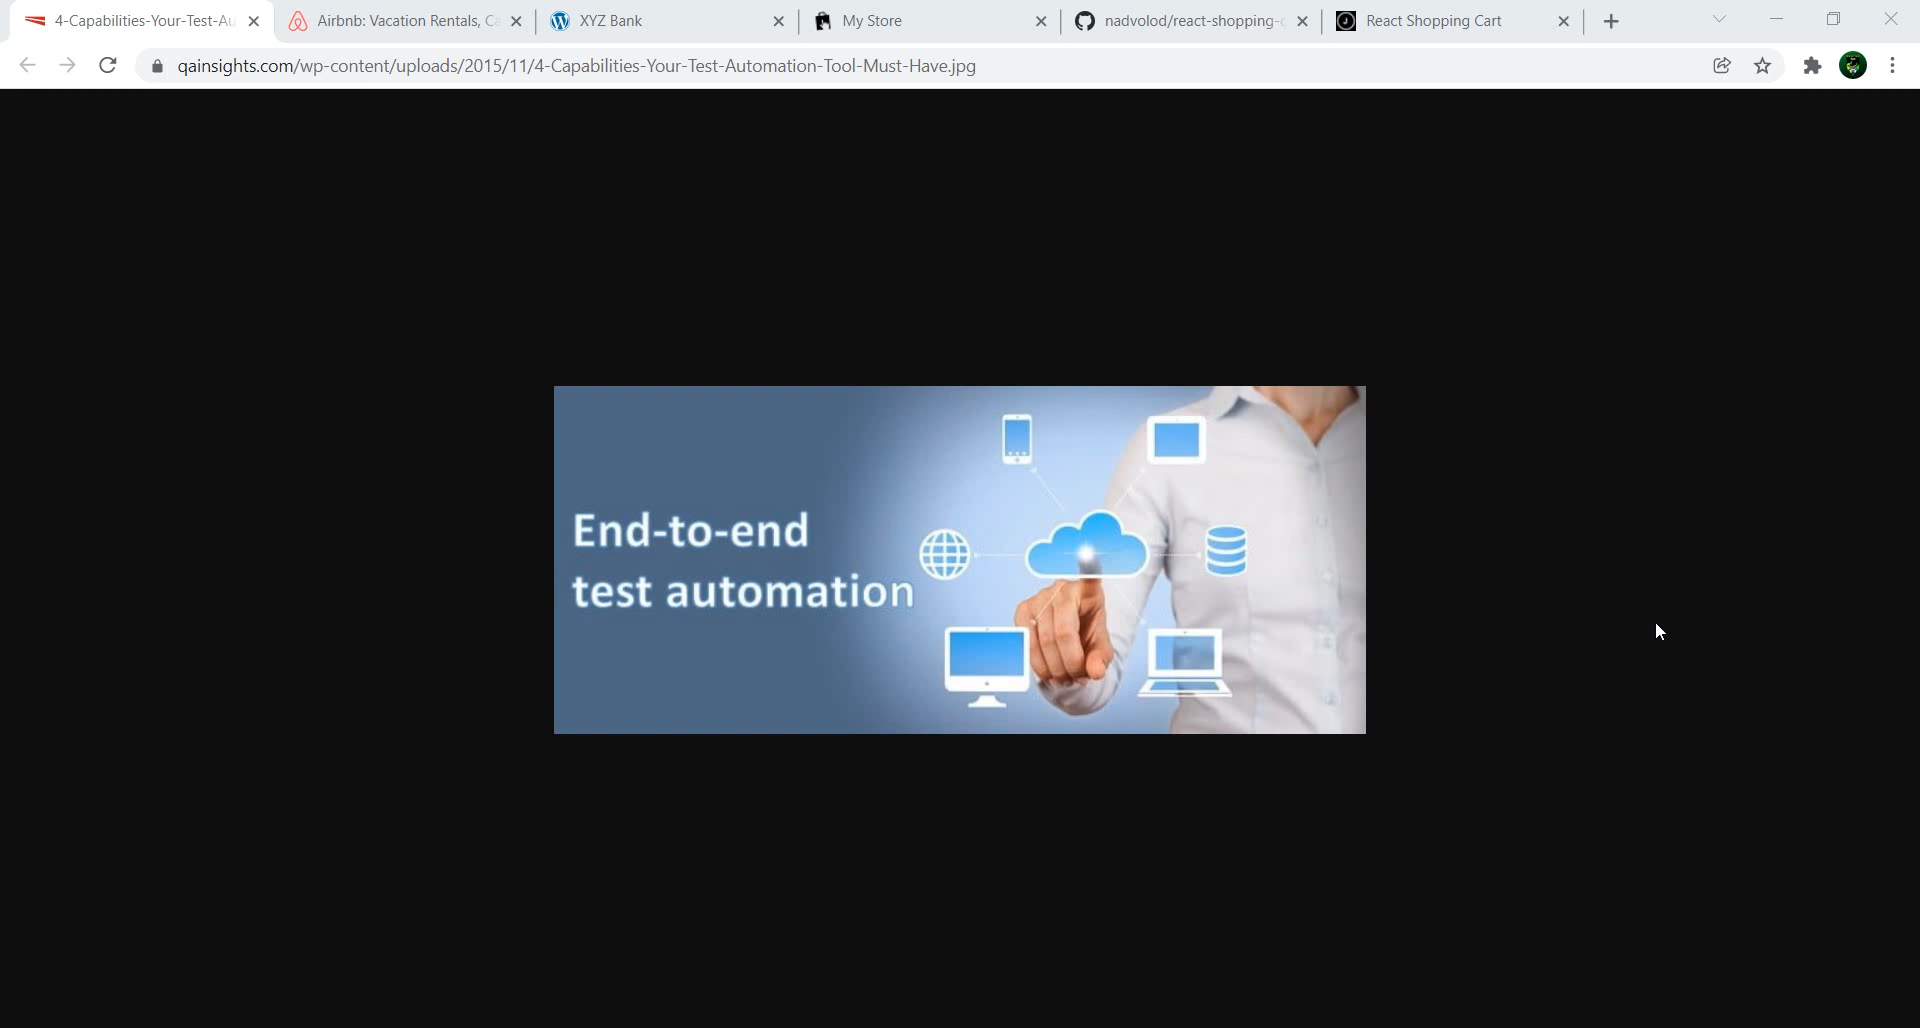 4-Capabilities-Your-Test-Au
Airbnb: Vacation Rentals, Ca
XYZ Bank
My Store
nadvolod/react-shopping-c
React Shopping Cart
qainsights.com/wp-content/uploads/2015/11/4-Capabilities-Your-Test-Automation-Tool-Must-Have.jpg
End-to-end
test automation